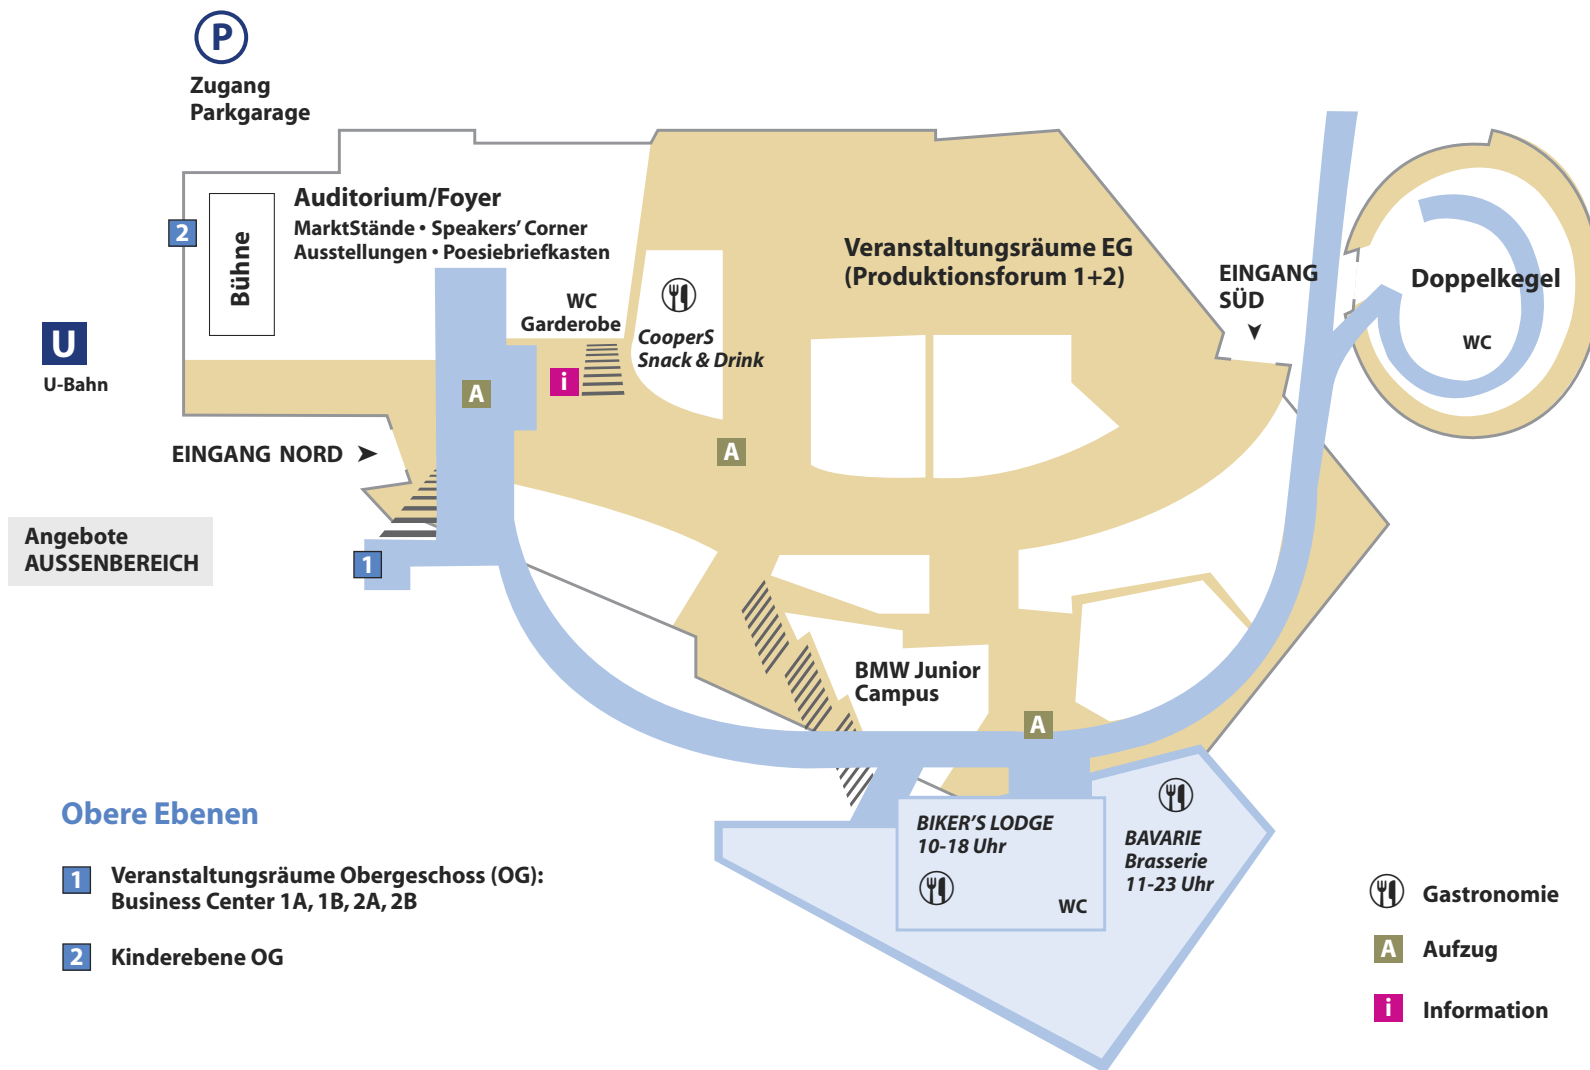 P
Zugang
Parkgarage
Auditorium/Foyer
MarktStände • Speakers’ Corner
Ausstellungen • Poesiebriefkasten
2
Bühne
WC
Garderobe
CooperS
Snack & Drink
Veranstaltungsräume EG
(Produktionsforum 1+2)
EINGANG
SÜD
Doppelkegel
WC
U
U-Bahn
A
i
A
EINGANG NORD
Angebote
AUSSENBEREICH
1
BMW Junior
Campus
A
BIKER’S LODGE
10-18 Uhr
WC
BAVARIE
Brasserie
11-23 Uhr
Obere Ebenen
1 Veranstaltungsräume Obergeschoss (OG):
Business Center 1A, 1B, 2A, 2B
2 Kinderebene OG
Gastronomie
A Aufzug
i Information